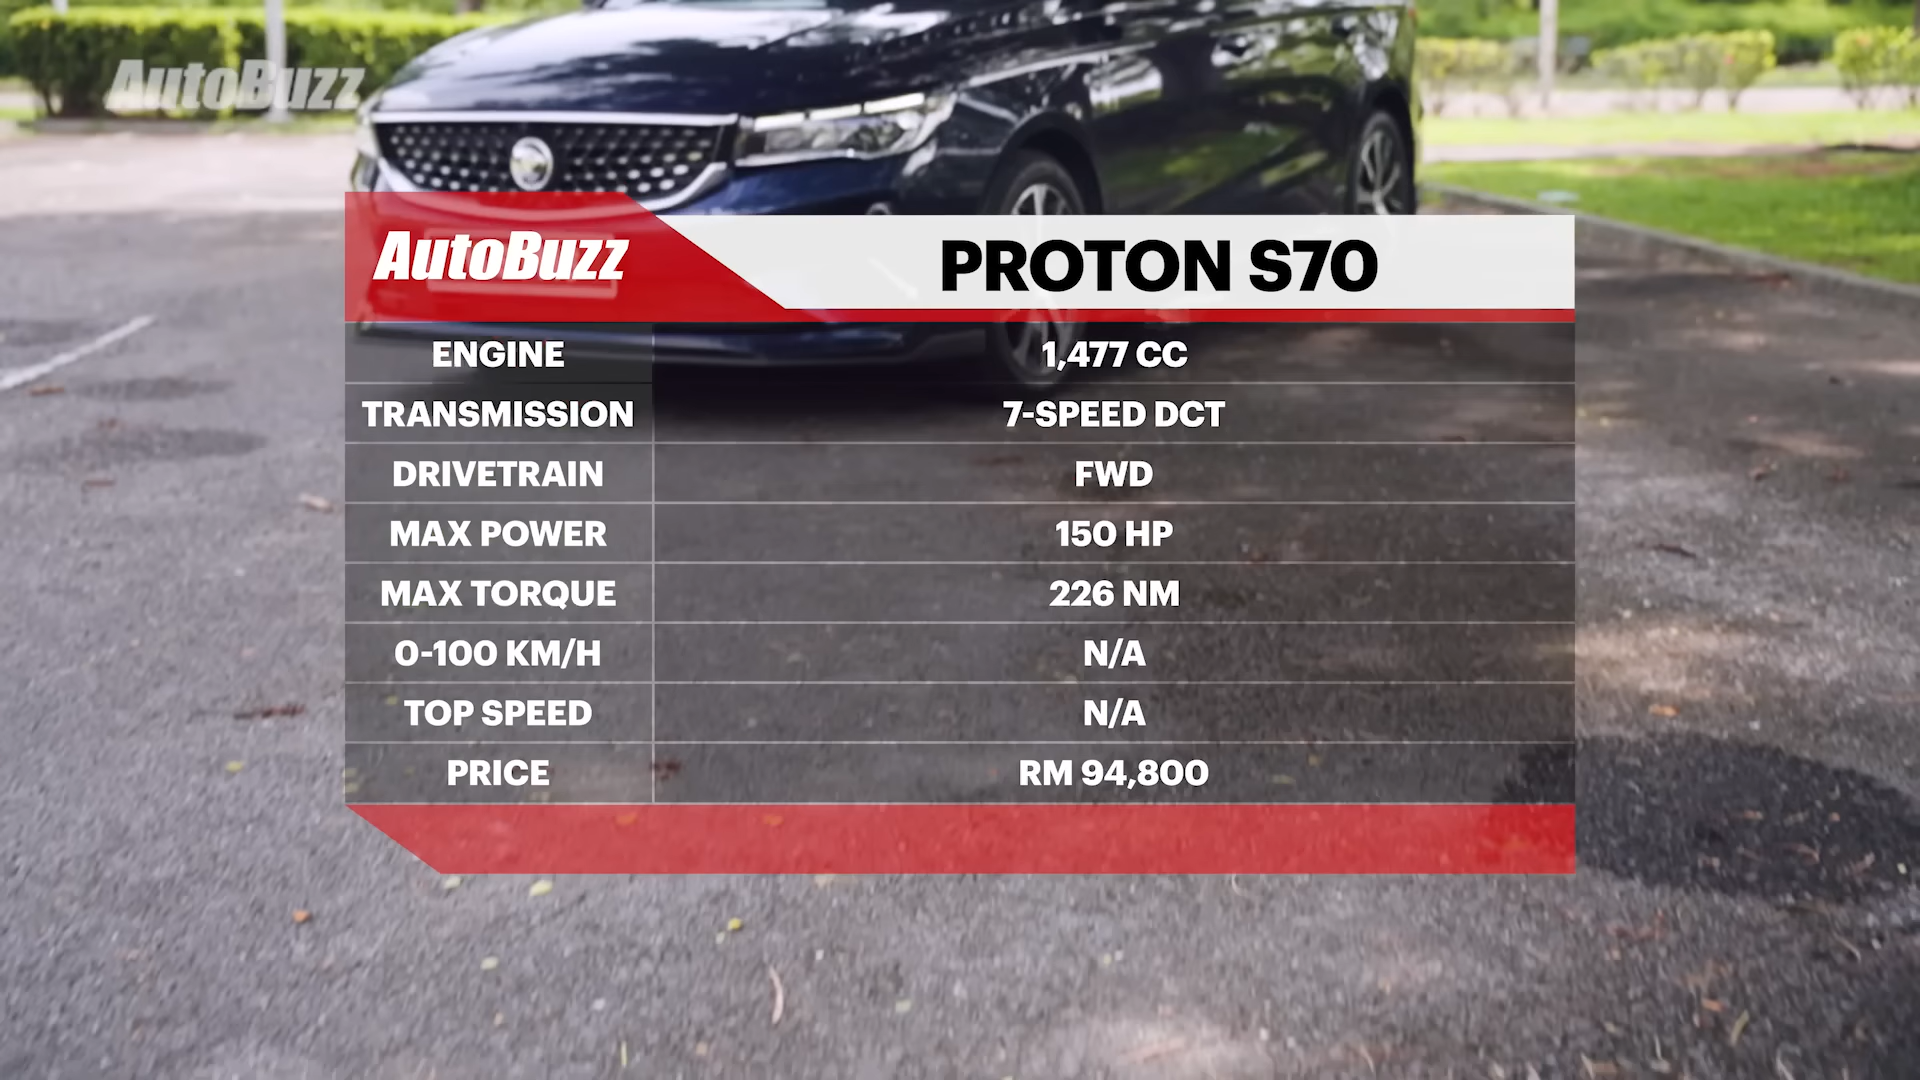 AutoBuzz
AutoBuzz
PROTON S70
ENGINE 1,477 CC
TRANSMISSION 7-SPEED DCT
DRIVETRAIN FWD
MAX POWER 150 HP
MAX TORQUE 226 NM
0-100 KM/H N/A
TOP SPEED N/A
PRICE RM 94,800